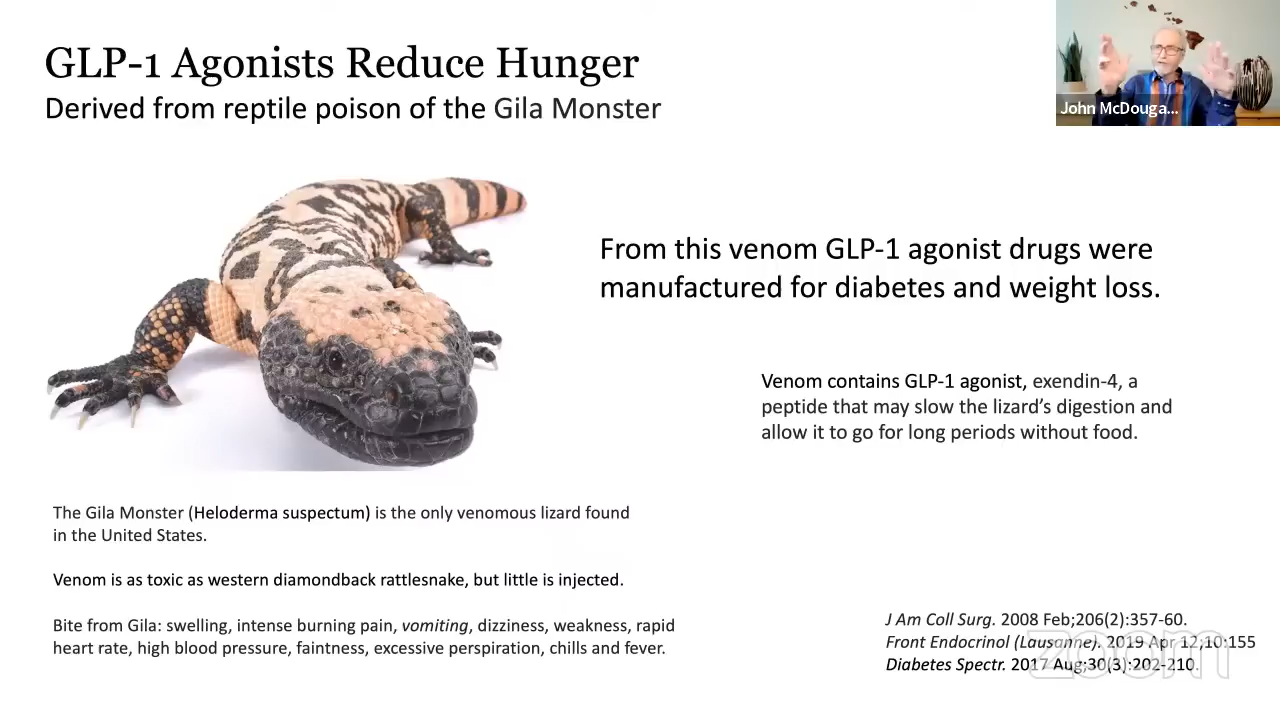 GLP-1 Agonists Reduce Hunger
Derived from reptile poison of the Gila Monster
John McDouga...
From this venom GLP-1 agonist drugs were
manufactured for diabetes and weight loss.
Venom contains GLP-1 agonist, exendin-4, a
peptide that may slow the lizard’s digestion and
allow it to go for long periods without food.
The Gila Monster (Heloderma suspectum) is the only venomous lizard found
in the United States.
Venom is as toxic as western diamondback rattlesnake, but little is injected.
Bite from Gila: swelling, intense burning pain, vomiting, dizziness, weakness, rapid
heart rate, high blood pressure, faintness, excessive perspiration, chills and fever.
J Am Coll Surg. 2008 Feb;206(2):357-60.
Front Endocrinol (Lausanne). 2019 Apr 12;10:155
Diabetes Spectr. 2017 Aug;30(3):202-210.
zoom